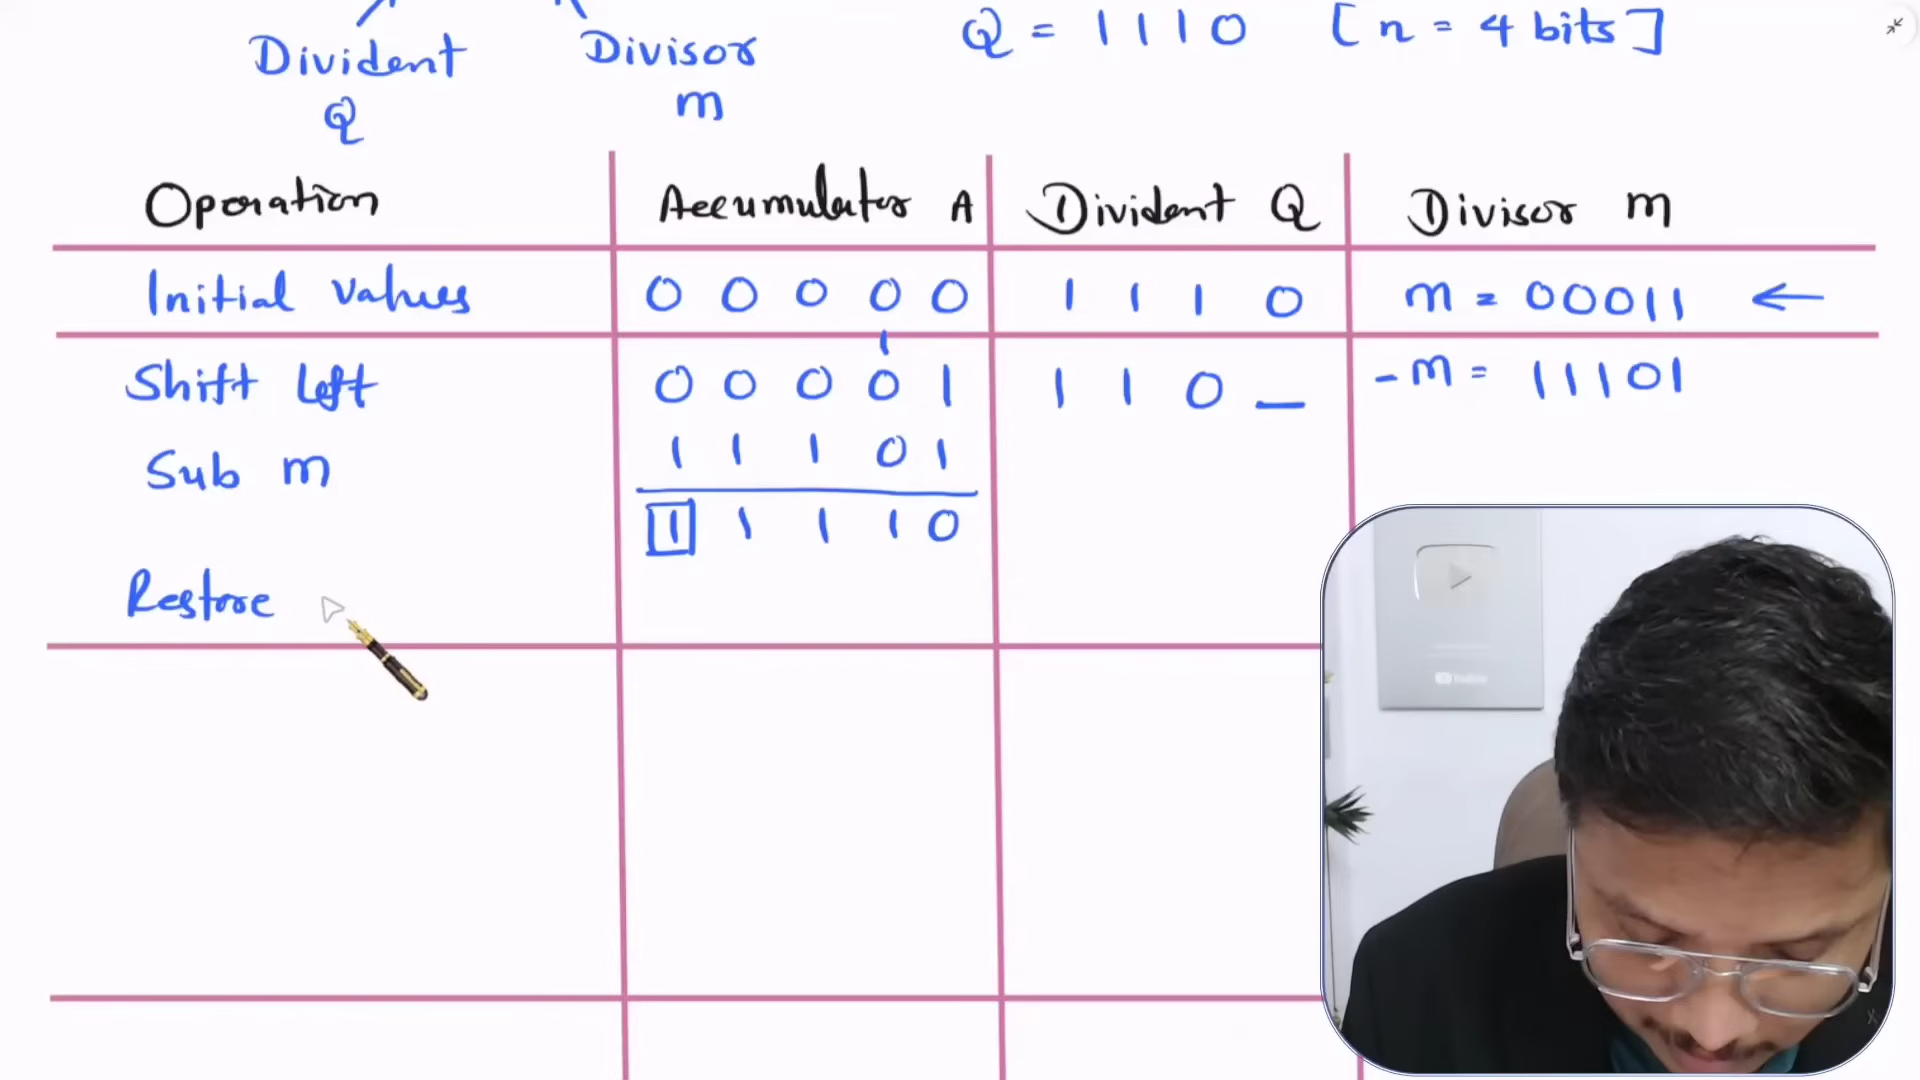 Divident Divisor Q = 1110 [n = 4 bits]
Q m
Operation Accumulator A Divident Q Divisor m
Initial values 0 0 0 0 0 1 1 1 0 m = 00011 ←
1
Shift left 0 0 0 0 1 1 1 0 _ -m = 11101
Sub m 1 1 1 0 1
1 1 1 1 0
Restore
YouTube